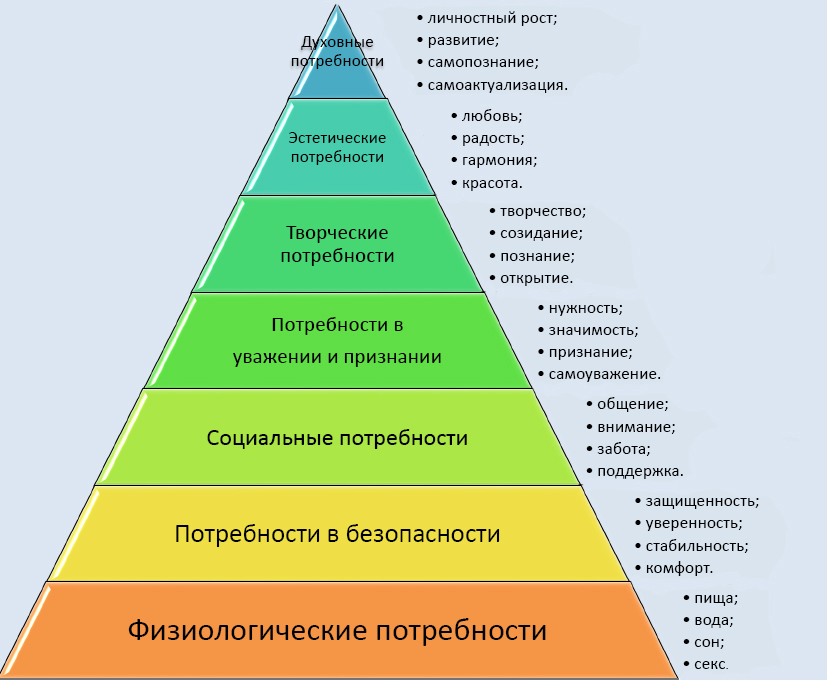 Духовные
потребности
• личностный рост;
• развитие;
• самопознание;
• самоактуализация.
Эстетические
потребности
• любовь;
• радость;
• гармония;
• красота.
Творческие
потребности
• творчество;
• созидание;
• познание;
• открытие.
Потребности в
уважении и признании
• нужность;
• значимость;
• признание;
• самоуважение.
Социальные потребности
• общение;
• внимание;
• забота;
• поддержка.
Потребности в безопасности
• защищенность;
• уверенность;
• стабильность;
• комфорт.
Физиологические потребности
• пища;
• вода;
• сон;
• секс.